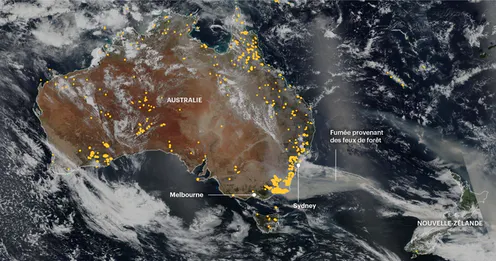 AUSTRALIE
Fumée provenant
des feux de forêt
Melbourne
Sydney
NOUVELLE-ZÉLANDE